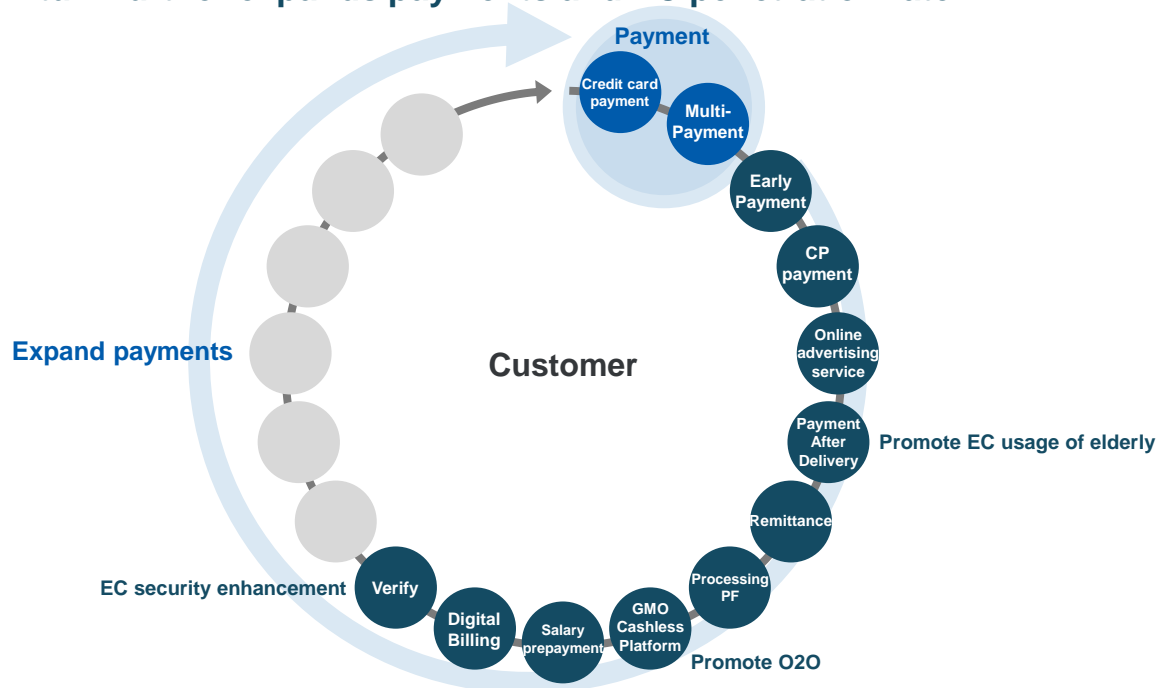 Payment
Credit card
payment
Multi-
Payment
Early
Payment
CP
payment
Online
advertising
service
Payment
After
Delivery
Promote EC usage of elderly
Remittance
Processing
PF
GMO
Cashless
Platform
Promote O2O
Salary
prepayment
Digital
Billing
Verify
EC security enhancement
Expand payments
Customer